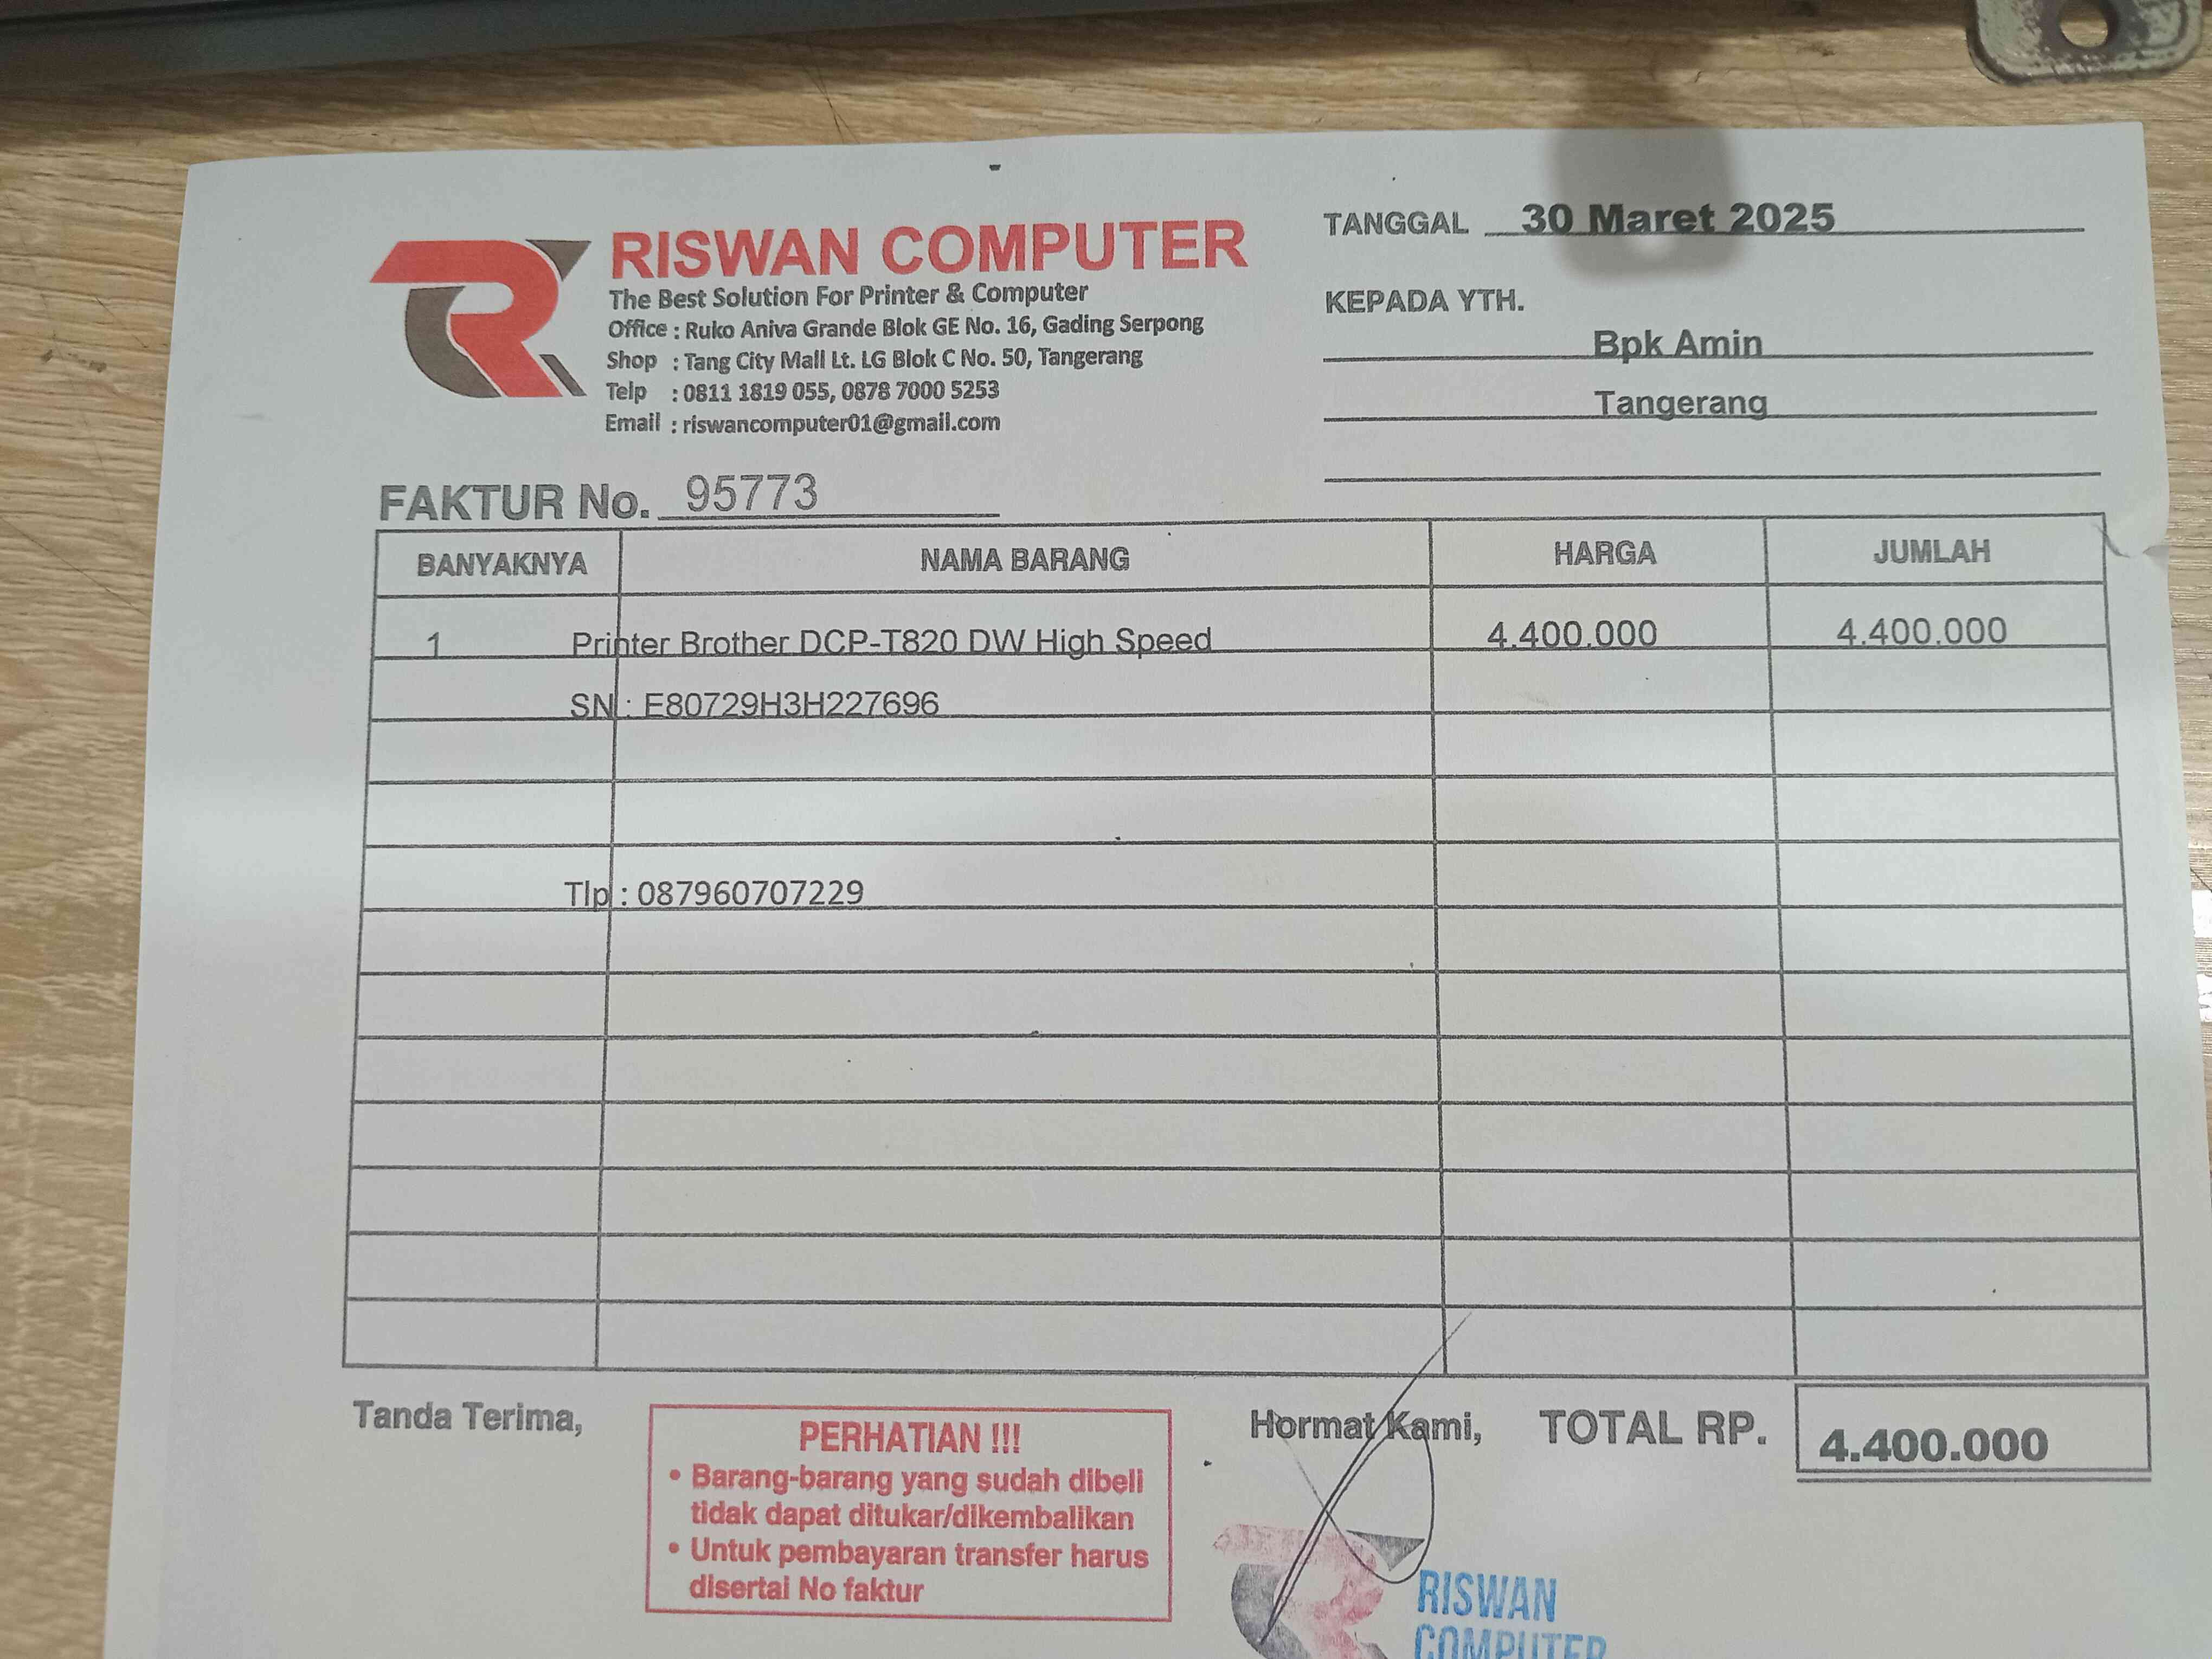 RISWAN COMPUTER
The Best Solution For Printer & Computer
Office : Ruko Aniva Grande Blok GE No. 16, Gading Serpong
Shop : Tang City Mall Lt. LG Blok C No. 50, Tangerang
Telp : 0811 1819 055, 0878 7000 5253
Email : riswancomputer01@gmail.com
TANGGAL 30 Maret 2025
KEPADA YTH.
Bpk Amin
Tangerang
FAKTUR No. 95773
BANYAKNYA NAMA BARANG HARGA JUMLAH
1 Printer Brother DCP-T820 DW High Speed 4.400.000 4.400.000
SN : E80729H3H227696
Tlp : 087960707229
Tanda Terima,
PERHATIAN !!!
• Barang-barang yang sudah dibeli
tidak dapat ditukar/dikembalikan
• Untuk pembayaran transfer harus
disertai No faktur
Hormat Kami,
TOTAL RP. 4.400.000
RISWAN
COMPUTER